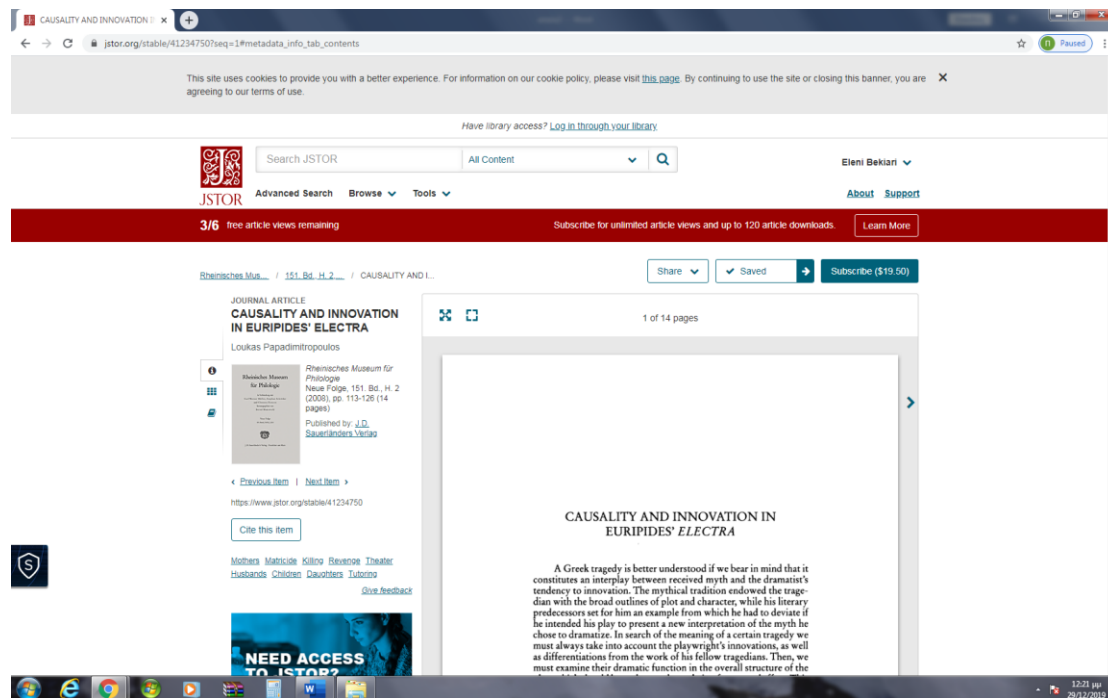 CAUSALITY AND INNOVATION I
jstor.org/stable/41234750?seq=1#metadata_info_tab_contents
Π Paused
This site uses cookies to provide you with a better experience. For information on our cookie policy, please visit this page. By continuing to use the site or closing this banner, you are
agreeing to our terms of use.
Have library access? Log in through your library
Search JSTOR
All Content
Eleni Bekiari
JSTOR
Advanced Search Browse Tools
About Support
3/6 free article views remaining
Subscribe for unlimited article views and up to 120 article downloads.
Learn More
Rheinisches Mus... / 151. Bd., H. 2, ... / CAUSALITY AND I...
Share
Saved
Subscribe ($19.50)
JOURNAL ARTICLE
CAUSALITY AND INNOVATION
IN EURIPIDES' ELECTRA
Loukas Papadimitropoulos
Rheinisches Museum
für Philologie
Rheinisches Museum für
Philologie
Neue Folge, 151. Bd., H. 2
(2008), pp. 113-126 (14
pages)
Published by: J.D.
Sauerländers Verlag
Previous Item | Next Item
https://www.jstor.org/stable/41234750
Cite this item
Mothers Matricide Killing Revenge Theater
Husbands Children Daughters Tutoring
Give feedback
NEED ACCESS
TO JSTOR?
1 of 14 pages
CAUSALITY AND INNOVATION IN
EURIPIDES' ELECTRA
A Greek tragedy is better understood if we bear in mind that it
constitutes an interplay between received myth and the dramatist's
tendency to innovation. The mythical tradition endowed the trage-
dian with the broad outlines of plot and character, while his literary
predecessors set for him an example from which he had to deviate if
he intended his play to present a new interpretation of the myth he
chose to dramatize. In search of the meaning of a certain tragedy we
must always take into account the playwright's innovations, as well
as differentiations from the work of his fellow tragedians. Then, we
must examine their dramatic function in the overall structure of the
12:21 μμ
29/12/2019